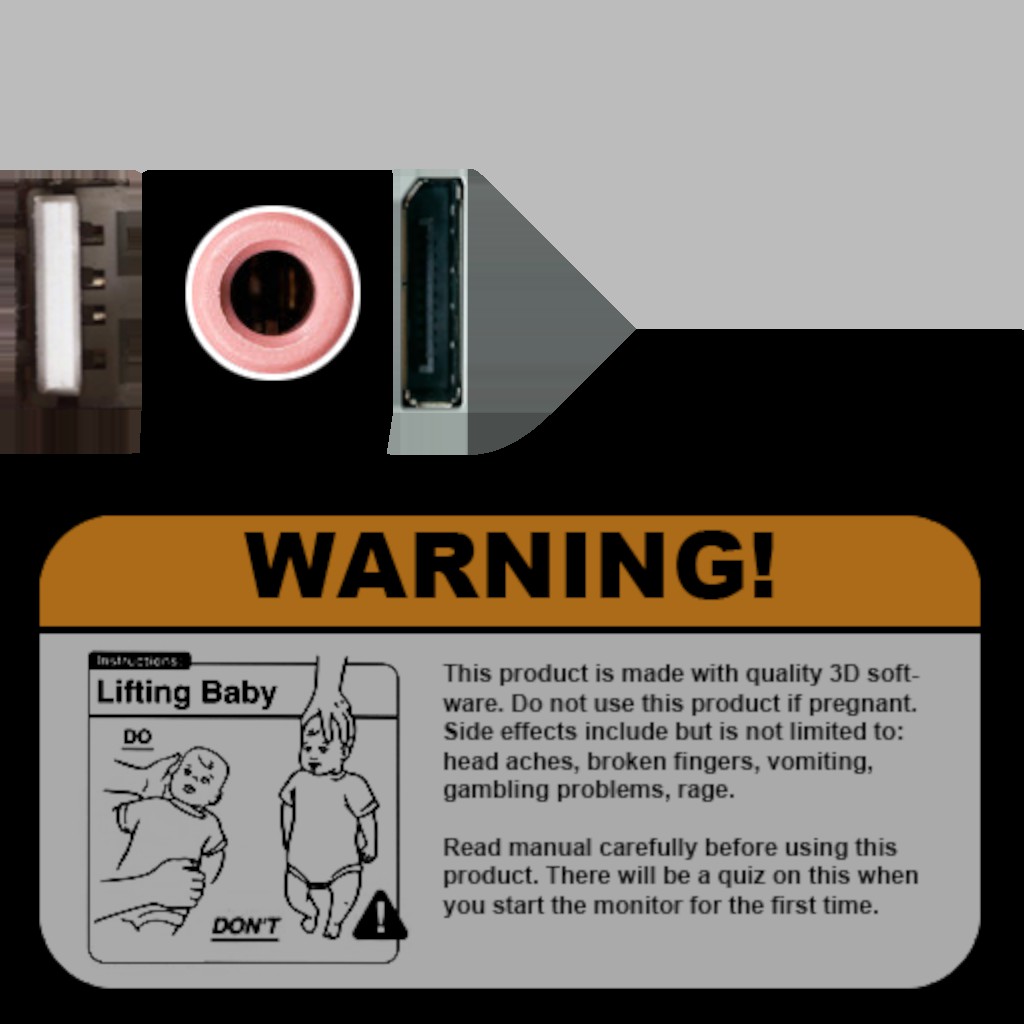 WARNING!
Instructions:
Lifting Baby
DO
DON'T
This product is made with quality 3D soft-
ware. Do not use this product if pregnant.
Side effects include but is not limited to:
head aches, broken fingers, vomiting,
gambling problems, rage.
Read manual carefully before using this
product. There will be a quiz on this when
you start the monitor for the first time.